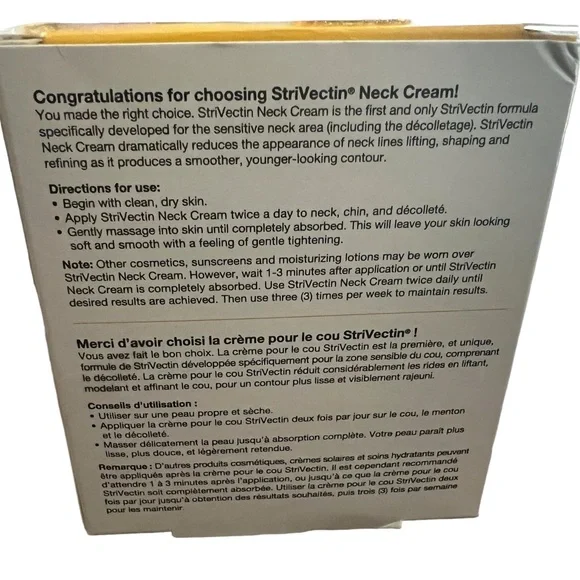 Congratulations for choosing StriVectin® Neck Cream!
You made the right choice. StriVectin Neck Cream is the first and only StriVectin formula
specifically developed for the sensitive neck area (including the décolletage). StriVectin
Neck Cream dramatically reduces the appearance of neck lines lifting, shaping and
refining as it produces a smoother, younger-looking contour.
Directions for use:
• Begin with clean, dry skin.
• Apply StriVectin Neck Cream twice a day to neck, chin, and décolleté.
• Gently massage into skin until completely absorbed. This will leave your skin looking
soft and smooth with a feeling of gentle tightening.
Note: Other cosmetics, sunscreens and moisturizing lotions may be worn over
StriVectin Neck Cream. However, wait 1-3 minutes after application or until StriVectin
Neck Cream is completely absorbed. Use StriVectin Neck Cream twice daily until
desired results are achieved. Then use three (3) times per week to maintain results.
Merci d'avoir choisi la crème pour le cou StriVectin® !
Vous avez fait le bon choix. La crème pour le cou StriVectin est la première, et unique,
formule de StriVectin développée spécifiquement pour la zone sensible du cou, comprenant
le décolleté. La crème pour le cou StriVectin réduit considérablement les rides en liftant,
modelant et affinant le cou, pour un contour plus lisse et visiblement rajeuni.
Conseils d'utilisation :
• Utiliser sur une peau propre et sèche.
• Appliquer la crème pour le cou StriVectin deux fois par jour sur le cou, le menton
et le décolleté.
• Masser délicatement la peau jusqu'à absorption complète. Votre peau paraît plus
lisse, plus douce, et légèrement retendue.
Remarque : D'autres produits cosmétiques, crèmes solaires et soins hydratants peuvent
être appliqués après la crème pour le cou StriVectin. Il est cependant recommandé
d'attendre 1 à 3 minutes après l'application, ou jusqu'à ce que la crème pour le cou
StriVectin soit complètement absorbée. Utiliser la crème pour le cou StriVectin deux
fois par jour jusqu'à obtention des résultats souhaités, puis trois (3) fois par semaine
pour les maintenir.